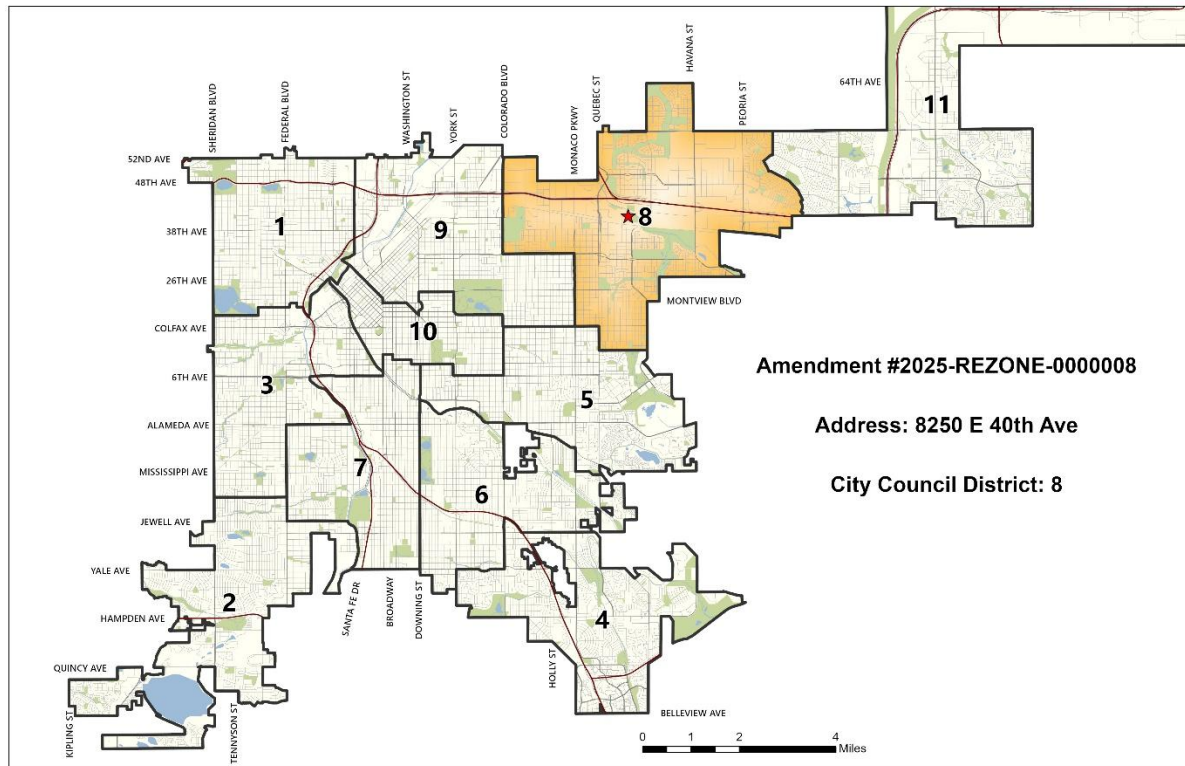 SHERIDAN BLVD
FEDERAL BLVD
WASHINGTON ST
YORK ST
COLORADO BLVD
MONACO PKWY
QUEBEC ST
HAVANA ST
PEORIA ST
64TH AVE
11
52ND AVE
48TH AVE
1
9
8
38TH AVE
26TH AVE
MONTVIEW BLVD
COLFAX AVE
10
Amendment #2025-REZONE-0000008
6TH AVE
3
5
Address: 8250 E 40th Ave
ALAMEDA AVE
7
MISSISSIPPI AVE
6
City Council District: 8
JEWELL AVE
YALE AVE
2
SANTA FE DR
BROADWAY
DOWNING ST
4
HAMPDEN AVE
HOLLY ST
QUINCY AVE
KIPLING ST
TENNYSON ST
BELLEVIEW AVE
0 1 2 4
Miles